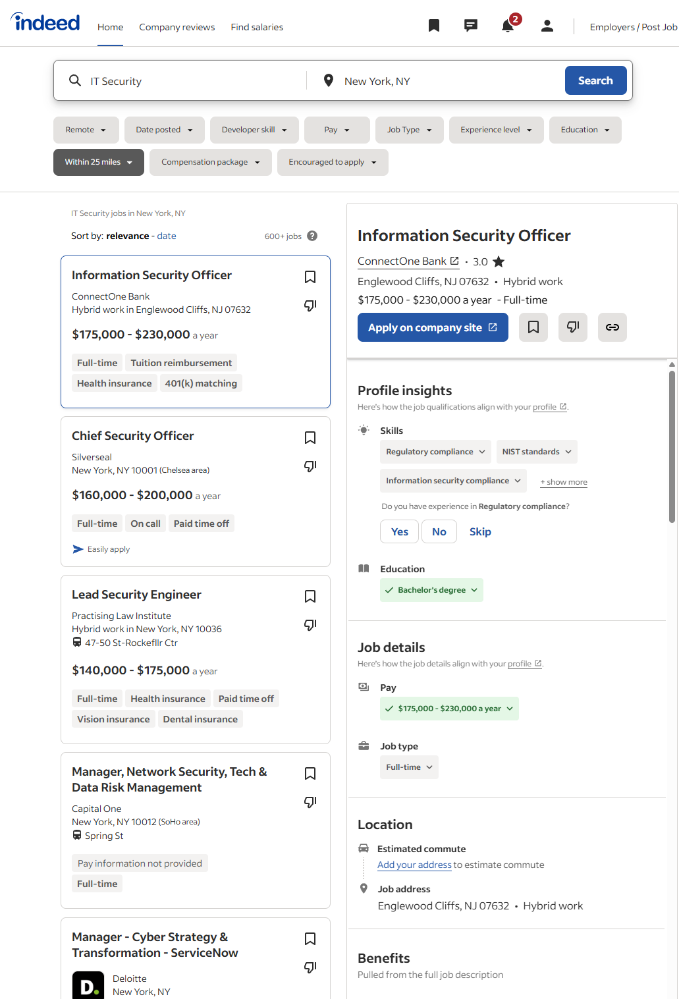 indeed
Home
Company reviews
Find salaries
2
Employers / Post Job
IT Security
New York, NY
Search
Remote
Date posted
Developer skill
Pay
Job Type
Experience level
Education
Within 25 miles
Compensation package
Encouraged to apply
IT Security jobs in New York, NY
Sort by: relevance - date
600+ jobs ?
Information Security Officer
ConnectOne Bank
Hybrid work in Englewood Cliffs, NJ 07632
$175,000 - $230,000 a year
Full-time Tuition reimbursement
Health insurance 401(k) matching
Chief Security Officer
Silverseal
New York, NY 10001 (Chelsea area)
$160,000 - $200,000 a year
Full-time On call Paid time off
Easily apply
Lead Security Engineer
Practising Law Institute
Hybrid work in New York, NY 10036
47-50 St-Rockefllr Ctr
$140,000 - $175,000 a year
Full-time Health insurance Paid time off
Vision insurance Dental insurance
Manager, Network Security, Tech &
Data Risk Management
Capital One
New York, NY 10012 (SoHo area)
Spring St
Pay information not provided
Full-time
Manager - Cyber Strategy &
Transformation - ServiceNow
D.
Deloitte
New York, NY
Information Security Officer
ConnectOne Bank • 3.0
Englewood Cliffs, NJ 07632 • Hybrid work
$175,000 - $230,000 a year - Full-time
Apply on company site
Profile insights
Here's how the job qualifications align with your profile.
Skills
Regulatory compliance NIST standards
Information security compliance + show more
Do you have experience in Regulatory compliance?
Yes No Skip
Education
Bachelor's degree
Job details
Here's how the job details align with your profile.
Pay
$175,000 - $230,000 a year
Job type
Full-time
Location
Estimated commute
Add your address to estimate commute
Job address
Englewood Cliffs, NJ 07632 • Hybrid work
Benefits
Pulled from the full job description